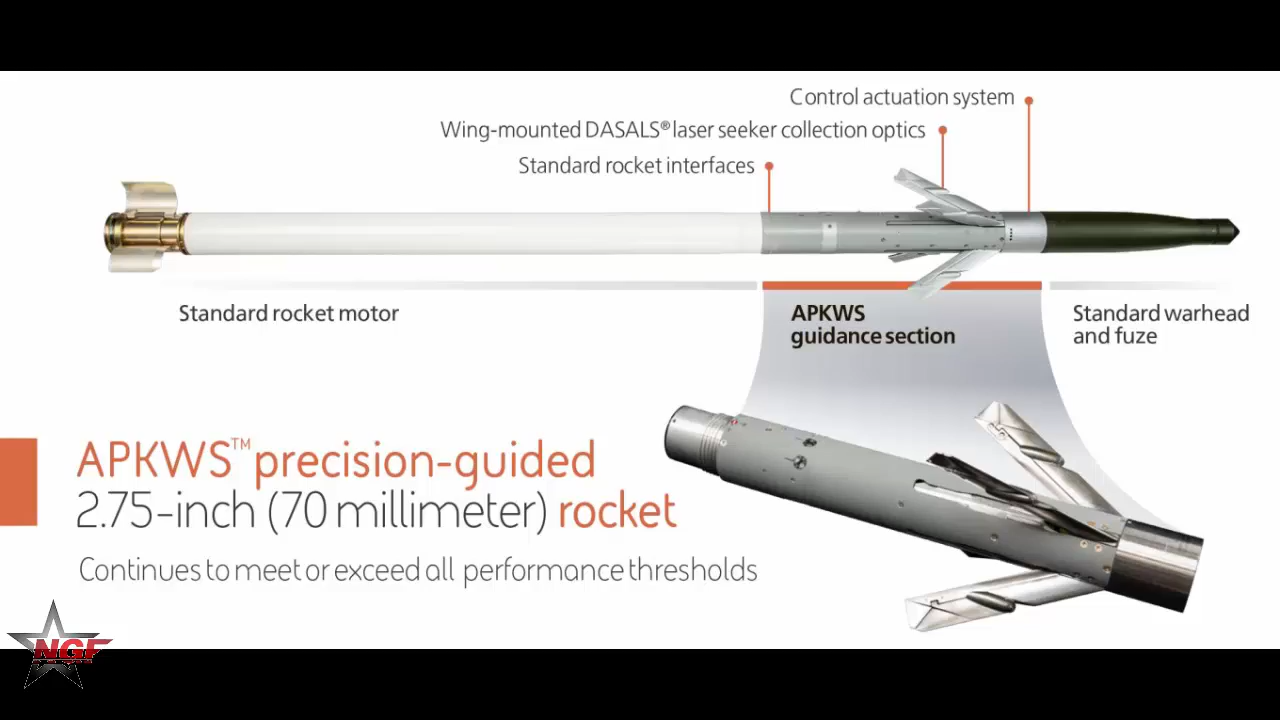 Control actuation system
Wing-mounted DASALS® laser seeker collection optics
Standard rocket interfaces
Standard rocket motor
APKWS
guidance section
Standard warhead
and fuze
APKWS™ precision-guided
2.75-inch (70 millimeter) rocket
Continues to meet or exceed all performance thresholds
NGF